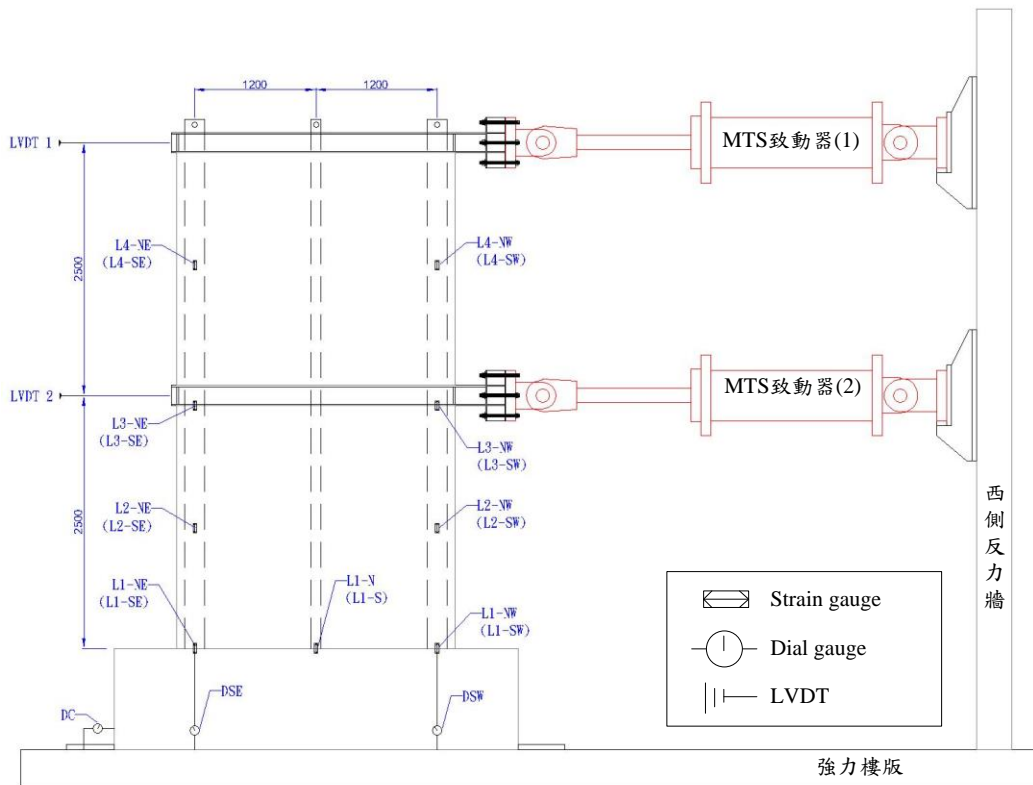 1200
1200
LVDT 1
MTS致動器(1)
L4-NE
(L4-SE)
L4-NW
(L4-SW)
2500
LVDT 2
MTS致動器(2)
L3-NE
(L3-SE)
L3-NW
(L3-SW)
L2-NE
(L2-SE)
L2-NW
(L2-SW)
2500
L1-NE
(L1-SE)
L1-N
(L1-S)
L1-NW
(L1-SW)
西側反力牆
Strain gauge
Dial gauge
LVDT
DSE
DSW
DC
強力樓版